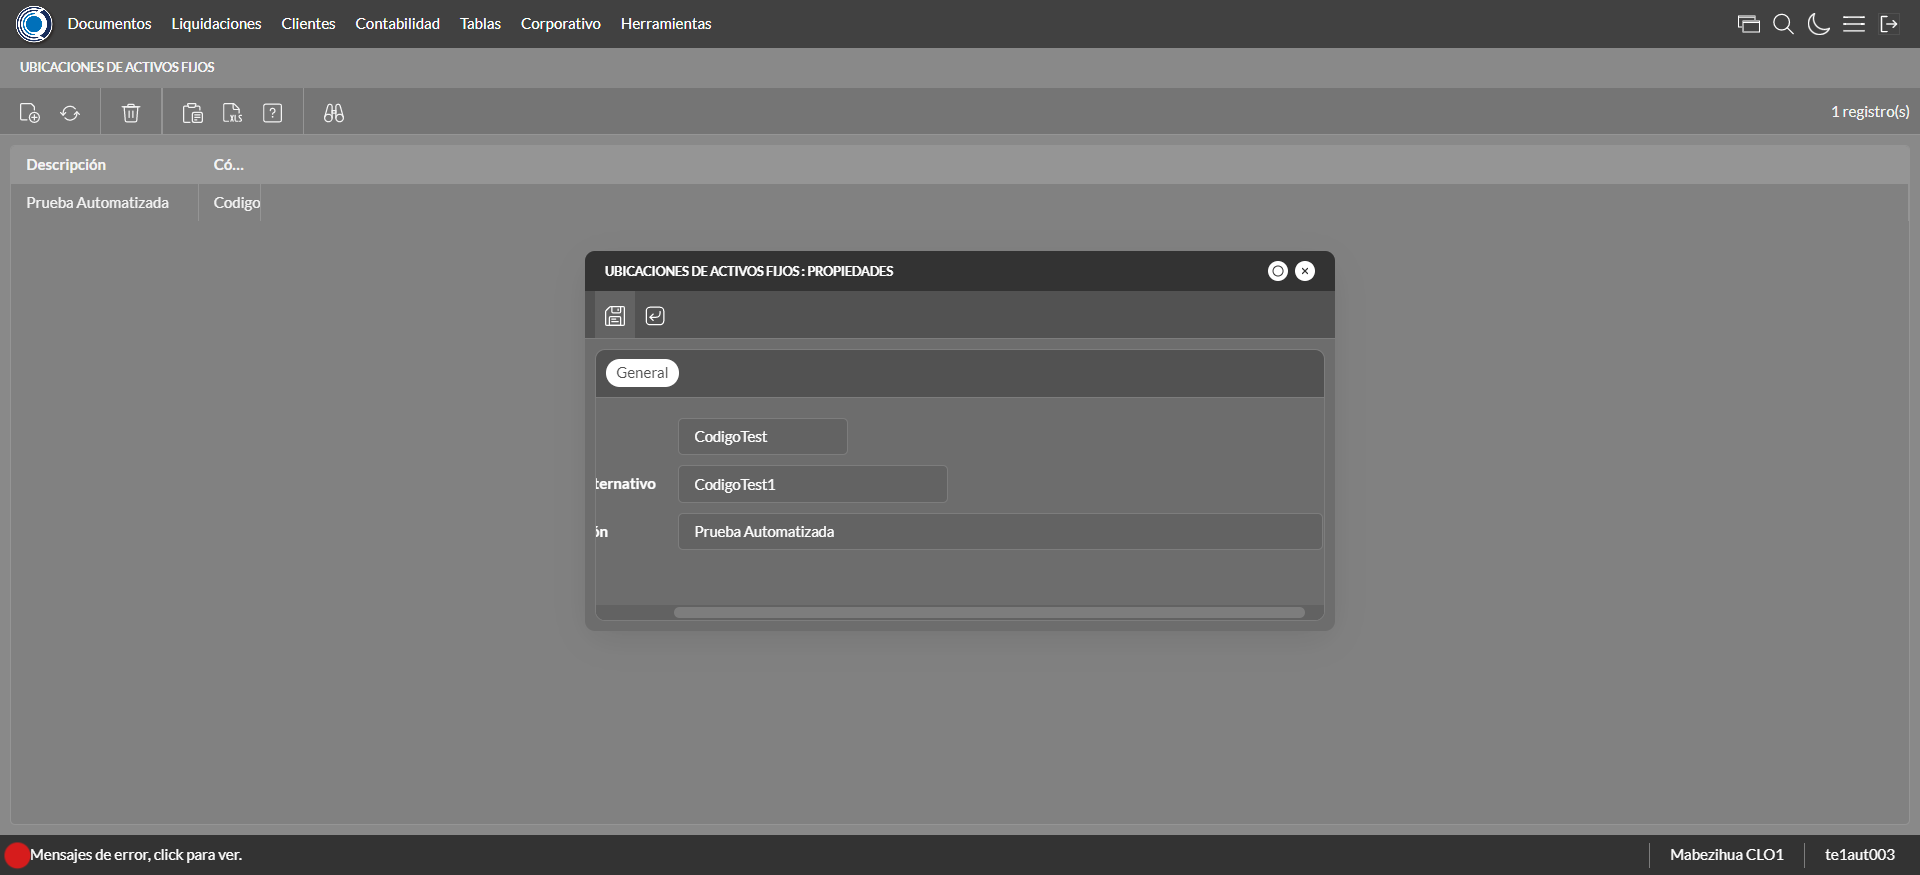 Documentos Liquidaciones Clientes Contabilidad Tablas Corporativo Herramientas
UBICACIONES DE ACTIVOS FIJOS
XLS ? 1 registro(s)
Descripción Có...
Prueba Automatizada Codigo
UBICACIONES DE ACTIVOS FIJOS : PROPIEDADES
General
CodigoTest
ternativo CodigoTest1
ón Prueba Automatizada
Mensajes de error, click para ver. Mabezihua CLO1 te1aut003